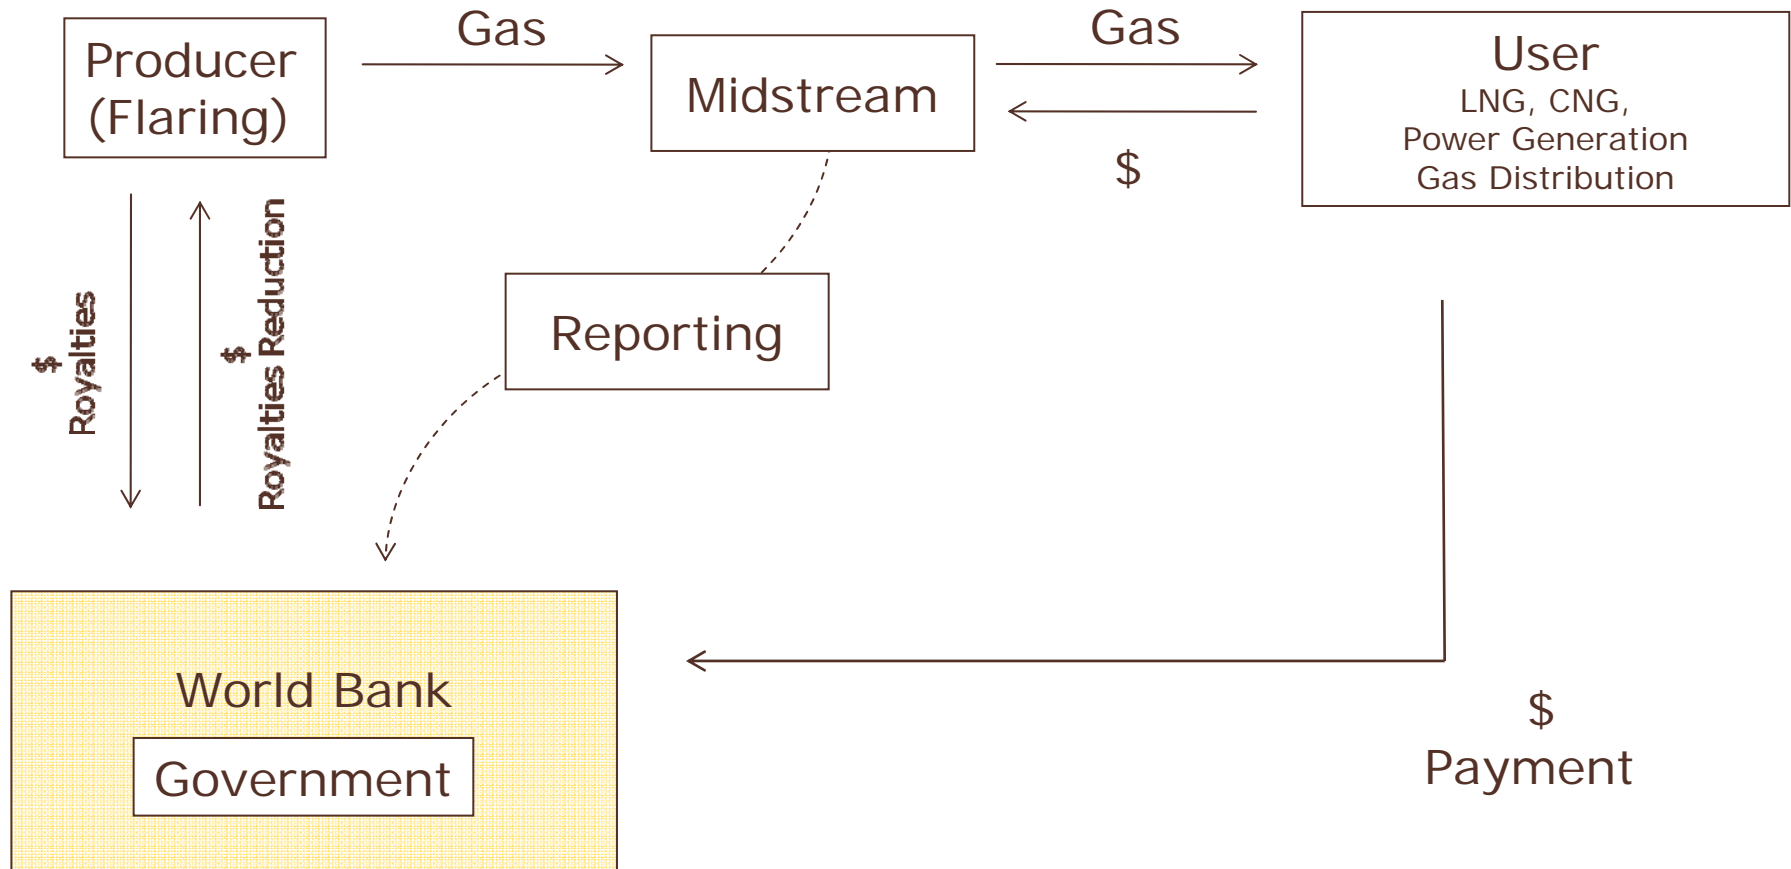 Producer
(Flaring)
Gas
Midstream
Gas
$
User
LNG, CNG,
Power Generation
Gas Distribution
$
Royalties
$
Royalties Reduction
Reporting
World Bank
Government
$
Payment